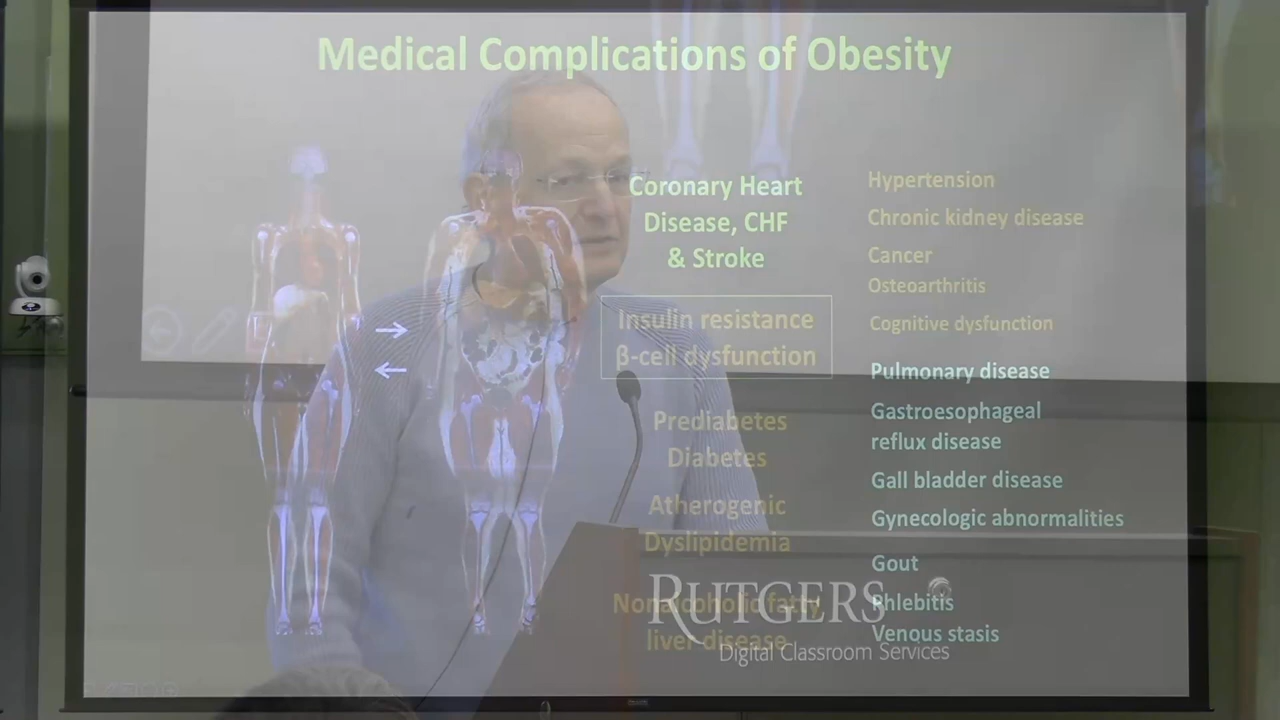 Medical Complications of Obesity
Coronary Heart
Disease, CHF
& Stroke
Insulin resistance
β-cell dysfunction
Prediabetes
Diabetes
Atherogenic
Dyslipidemia
Nonalcoholic fatty
liver disease
Hypertension
Chronic kidney disease
Cancer
Osteoarthritis
Cognitive dysfunction
Pulmonary disease
Gastroesophageal
reflux disease
Gall bladder disease
Gynecologic abnormalities
Gout
Phlebitis
Venous stasis
RUTGERS
Digital Classroom Services